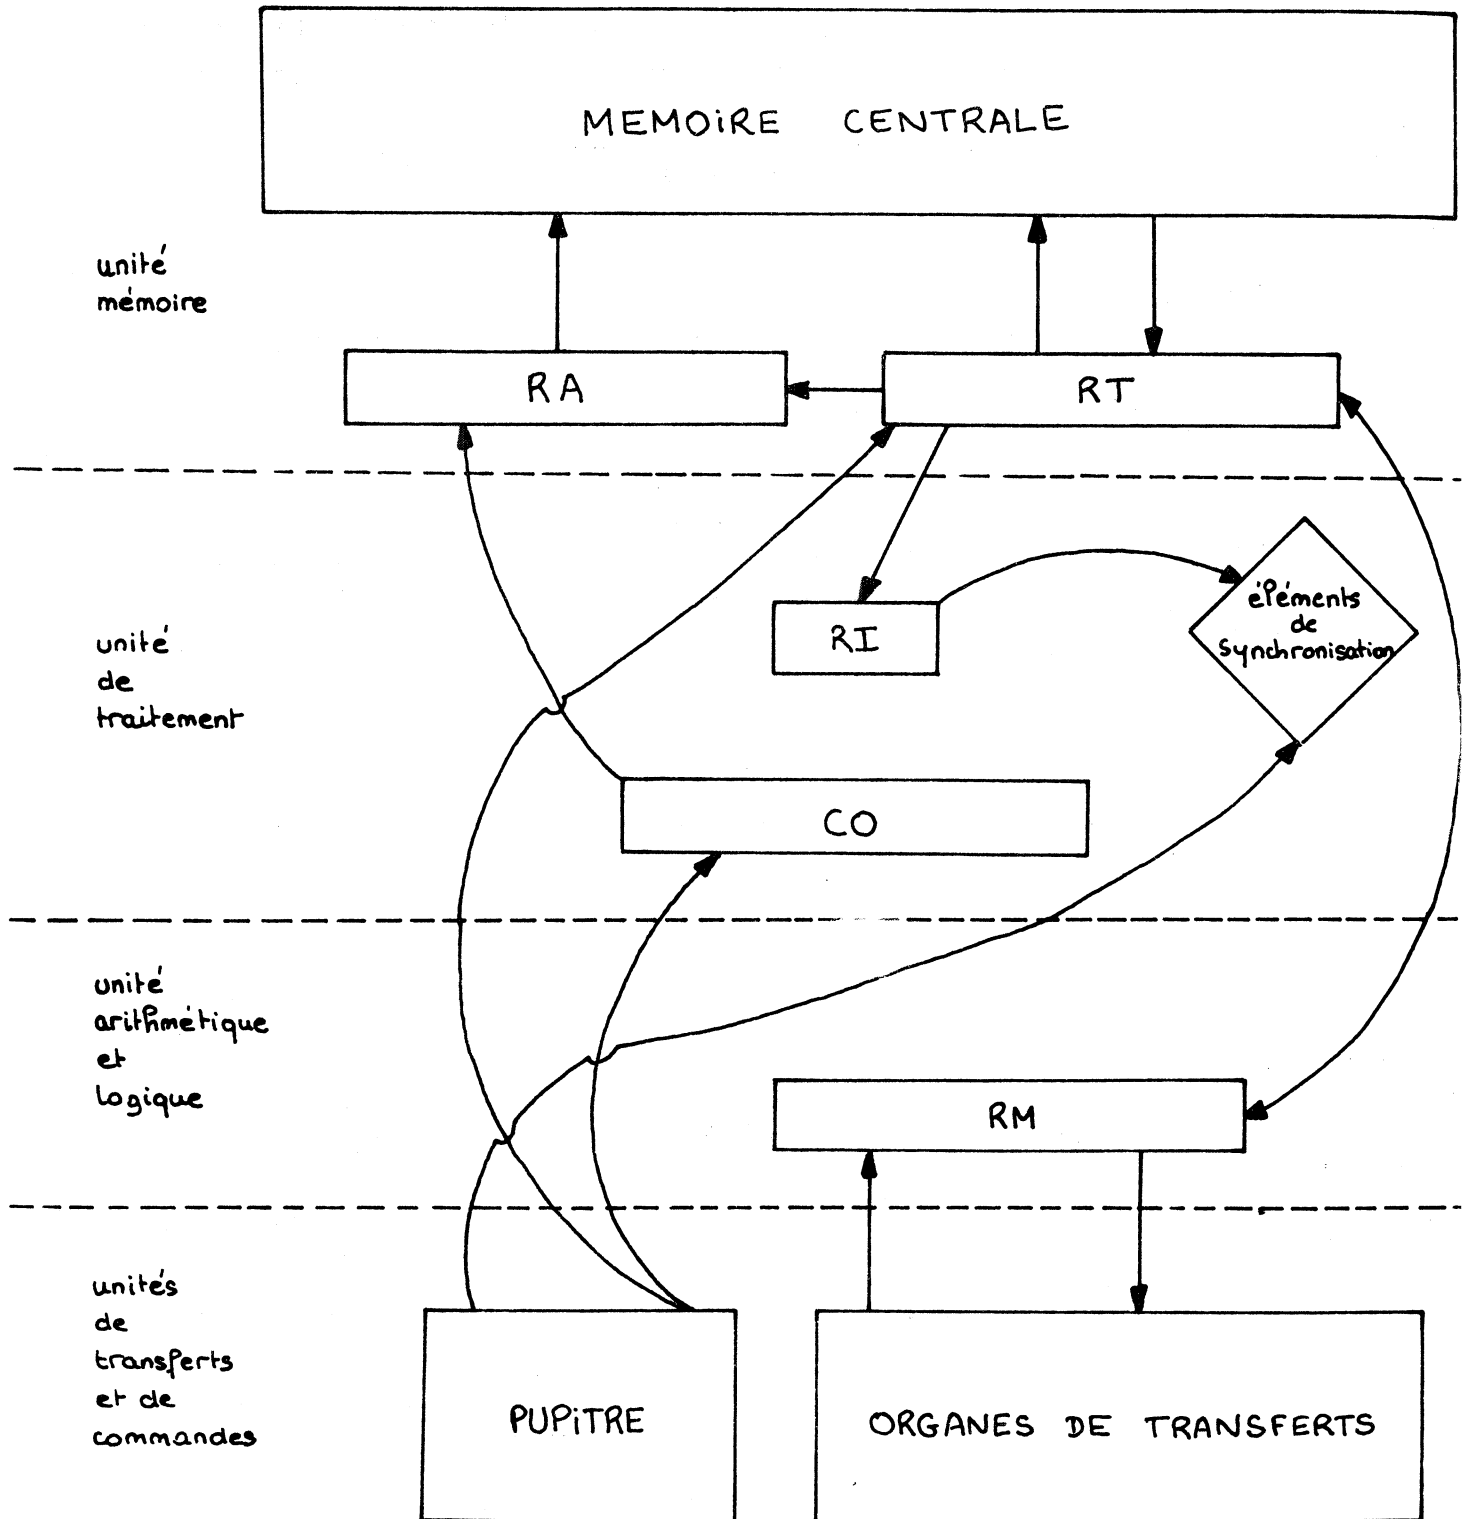 MEMOiRE CENTRALE
unité
mémoire
RA
RT
éléments
de
synchronisation
RI
unité
de
traitement
CO
unité
arithmétique
et
logique
RM
unités
de
transferts
et de
commandes
PUPiTRE
ORGANES DE TRANSFERTS